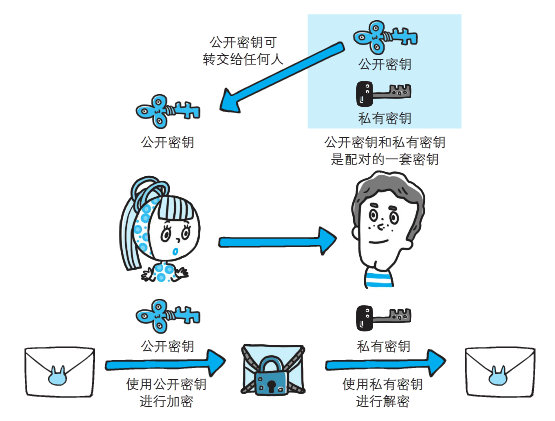 公开密钥可
转交给任何人
公开密钥
私有密钥
公开密钥
公开密钥和私有密钥
是配对的一套密钥
公开密钥
私有密钥
使用公开密钥
进行加密
使用私有密钥
进行解密